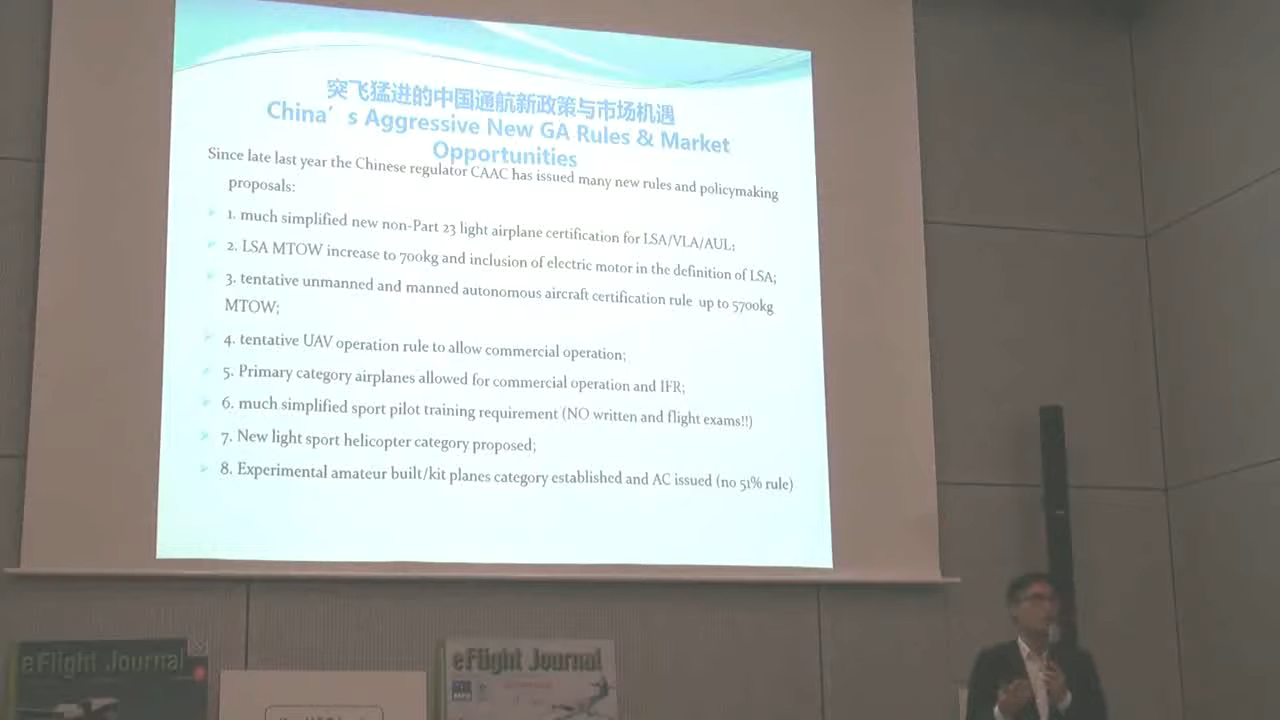 突飞猛进的中国通航新政策与市场机遇
China's Aggressive New GA Rules & Market
Opportunities
Since late last year the Chinese regulator CAAC has issued many new rules and policymaking
proposals:
1. much simplified new non-Part 23 light airplane certification for LSA/VLA/AUL;
2. LSA MTOW increase to 700kg and inclusion of electric motor in the definition of LSA;
3. tentative unmanned and manned autonomous aircraft certification rule up to 5700kg
MTOW;
4. tentative UAV operation rule to allow commercial operation;
5. Primary category airplanes allowed for commercial operation and IFR;
6. much simplified sport pilot training requirement (NO written and flight exams!!)
7. New light sport helicopter category proposed;
8. Experimental amateur built/kit planes category established and AC issued (no 51% rule)
eFlight Journal
eFlight Journal